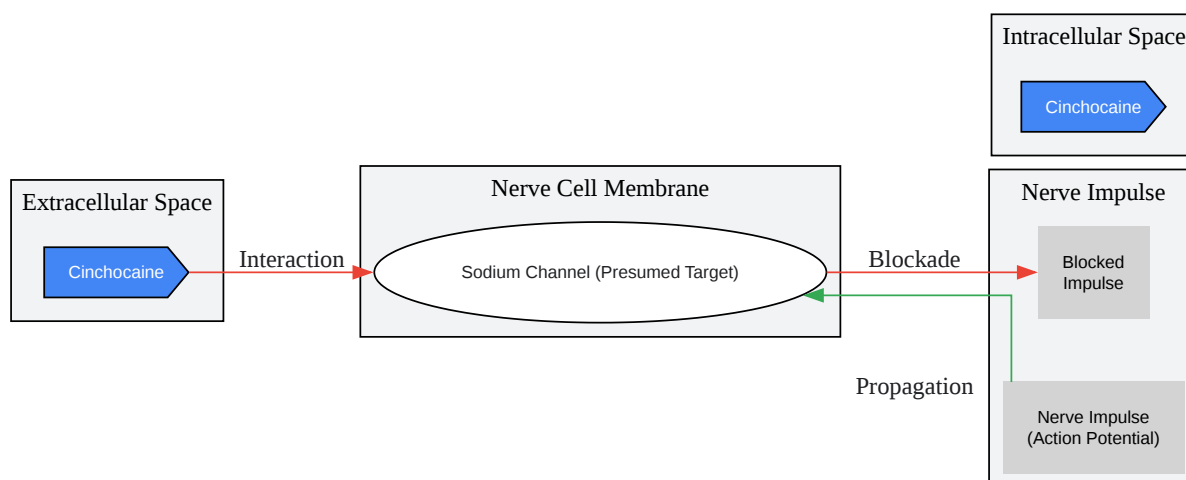 Intracellular Space
Cinchocaine
Extracellular Space
Cinchocaine
Interaction
Nerve Cell Membrane
Sodium Channel (Presumed Target)
Blockade
Propagation
Nerve Impulse
Blocked
Impulse
Nerve Impulse
(Action Potential)